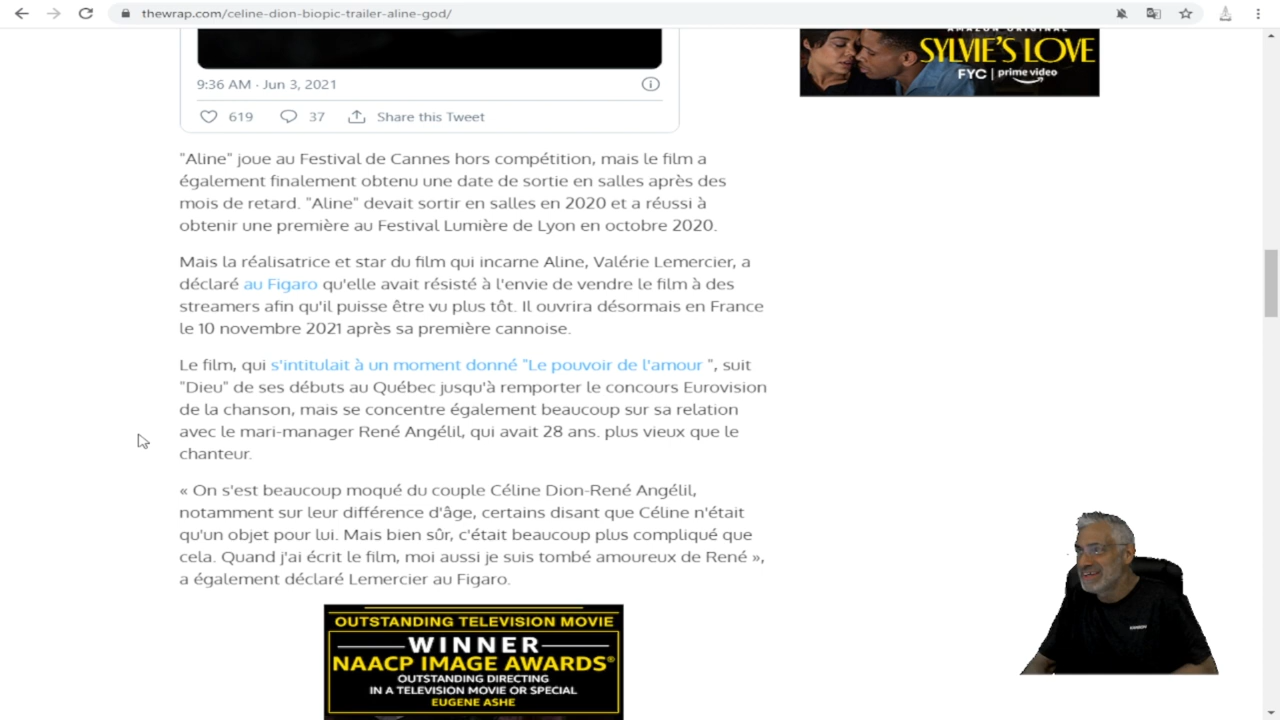 thewrap.com/celine-dion-biopic-trailer-aline-god/
AMAZON ORIGINAL
SYLVIE'S LOVE
FYC | prime video
9:36 AM · Jun 3, 2021
619 37 Share this Tweet
"Aline" joue au Festival de Cannes hors compétition, mais le film a
également finalement obtenu une date de sortie en salles après des
mois de retard. "Aline" devait sortir en salles en 2020 et a réussi à
obtenir une première au Festival Lumière de Lyon en octobre 2020.
Mais la réalisatrice et star du film qui incarne Aline, Valérie Lemercier, a
déclaré au Figaro qu'elle avait résisté à l'envie de vendre le film à des
streamers afin qu'il puisse être vu plus tôt. Il ouvrira désormais en France
le 10 novembre 2021 après sa première cannoise.
Le film, qui s'intitulait à un moment donné "Le pouvoir de l'amour ", suit
"Dieu" de ses débuts au Québec jusqu'à remporter le concours Eurovision
de la chanson, mais se concentre également beaucoup sur sa relation
avec le mari-manager René Angélil, qui avait 28 ans. plus vieux que le
chanteur.
« On s'est beaucoup moqué du couple Céline Dion-René Angélil,
notamment sur leur différence d'âge, certains disant que Céline n'était
qu'un objet pour lui. Mais bien sûr, c'était beaucoup plus compliqué que
cela. Quand j'ai écrit le film, moi aussi je suis tombé amoureux de René »,
a également déclaré Lemercier au Figaro.
OUTSTANDING TELEVISION MOVIE
WINNER
NAACP IMAGE AWARDS®
OUTSTANDING DIRECTING
IN A TELEVISION MOVIE OR SPECIAL
EUGENE ASHE